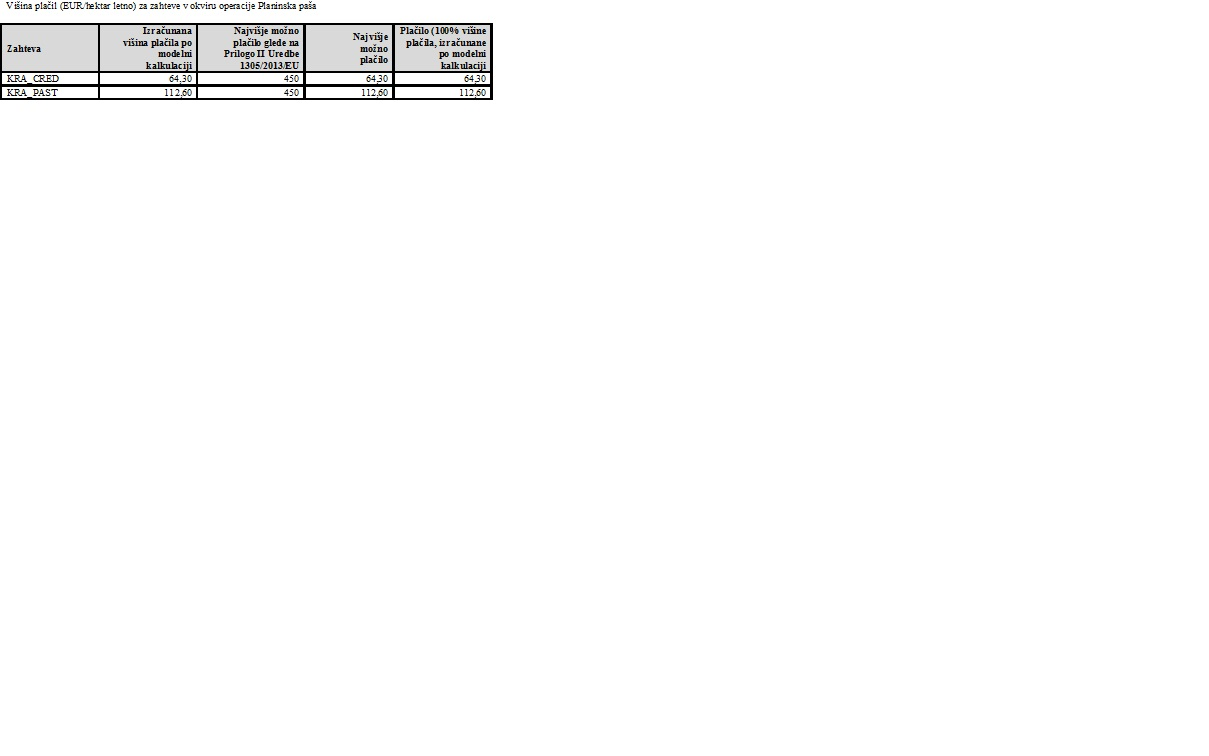 Višina plačil (EUR/hektar letno) za zahteve v okviru operacije Planinska paša
Zahteva
Izračunana
višina plačila po
modelni
kalkulaciji
Najvišje možno
plačilo glede na
Prilogo II Uredbe
1305/2013/EU
Najvišje
možno
plačilo
Plačilo (100% višine
plačila, izračunane
po modelni
kalkulaciji
KRA_CRED 64,30 450 64,30 64,30
KRA_PAST 112,60 450 112,60 112,60